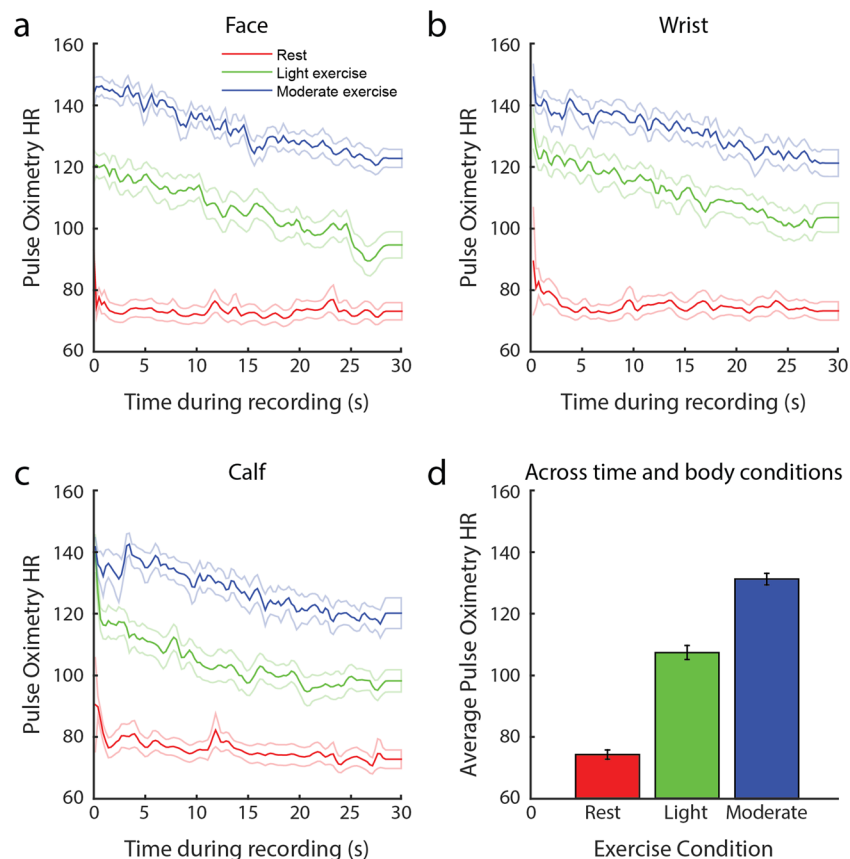 a
Face
160
140
120
100
80
60
Pulse Oximetry HR
Rest
Light exercise
Moderate exercise
0 5 10 15 20 25 30
Time during recording (s)
b
Wrist
160
140
120
100
80
60
Pulse Oximetry HR
0 5 10 15 20 25 30
Time during recording (s)
c
Calf
160
140
120
100
80
60
Pulse Oximetry HR
0 5 10 15 20 25 30
Time during recording (s)
d
Across time and body conditions
160
140
120
100
80
60
Average Pulse Oximetry HR
0 Rest Light Moderate
Exercise Condition